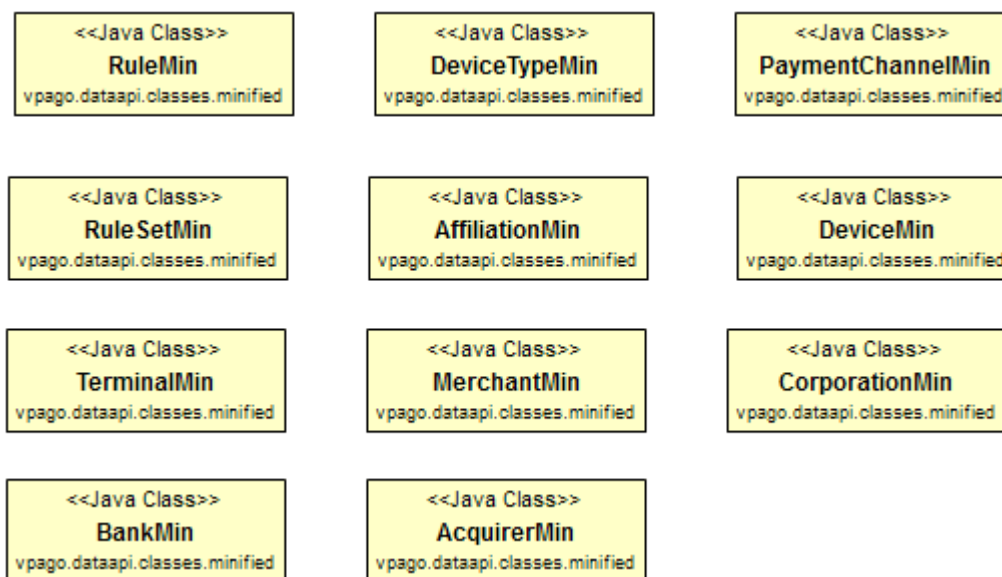 <<Java Class>>
RuleMin
vpago.dataapi.classes.minified
<<Java Class>>
DeviceTypeMin
vpago.dataapi.classes.minified
<<Java Class>>
PaymentChannelMin
vpago.dataapi.classes.minified
<<Java Class>>
RuleSetMin
vpago.dataapi.classes.minified
<<Java Class>>
AffiliationMin
vpago.dataapi.classes.minified
<<Java Class>>
DeviceMin
vpago.dataapi.classes.minified
<<Java Class>>
TerminalMin
vpago.dataapi.classes.minified
<<Java Class>>
MerchantMin
vpago.dataapi.classes.minified
<<Java Class>>
CorporationMin
vpago.dataapi.classes.minified
<<Java Class>>
BankMin
vpago.dataapi.classes.minified
<<Java Class>>
AcquirerMin
vpago.dataapi.classes.minified